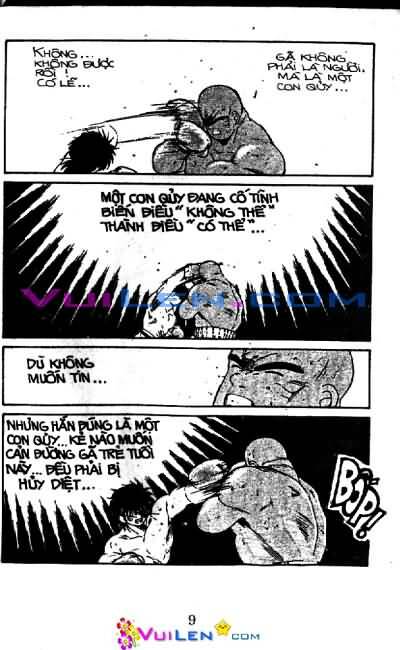 KHÔNG...
KHÔNG ĐƯỢC
RỒI!
CÓ LẼ...
GÃ KHÔNG
PHẢI LÀ NGƯỜI.
MÀ LÀ MỘT
CON QỦY...
MỘT CON QỦY ĐANG CỐ TÌNH
BIẾN ĐIỀU "KHÔNG THỂ"
THÀNH ĐIỀU "CÓ THỂ"...
VUILEN.COM
DÙ KHÔNG
MUỐN TIN...
NHƯNG HẮN ĐÚNG LÀ MỘT
CON QỦY... KẺ NÀO MUỐN
CẢN ĐƯỜNG GÃ TRẺ TUỔI
NÀY... ĐỀU PHẢI BỊ
HỦY DIỆT...
BỐP!
9
VUILEN.COM